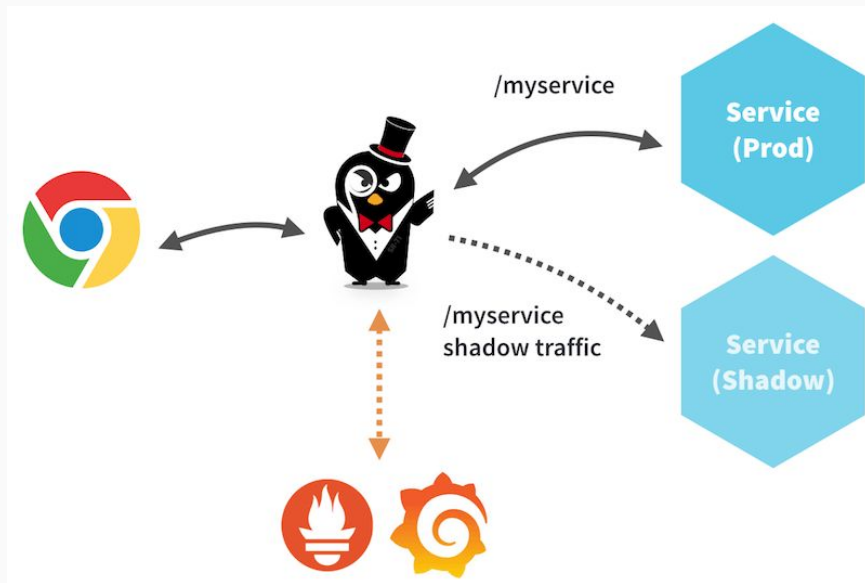 /myservice
Service
(Prod)
/myservice
shadow traffic
Service
(Shadow)